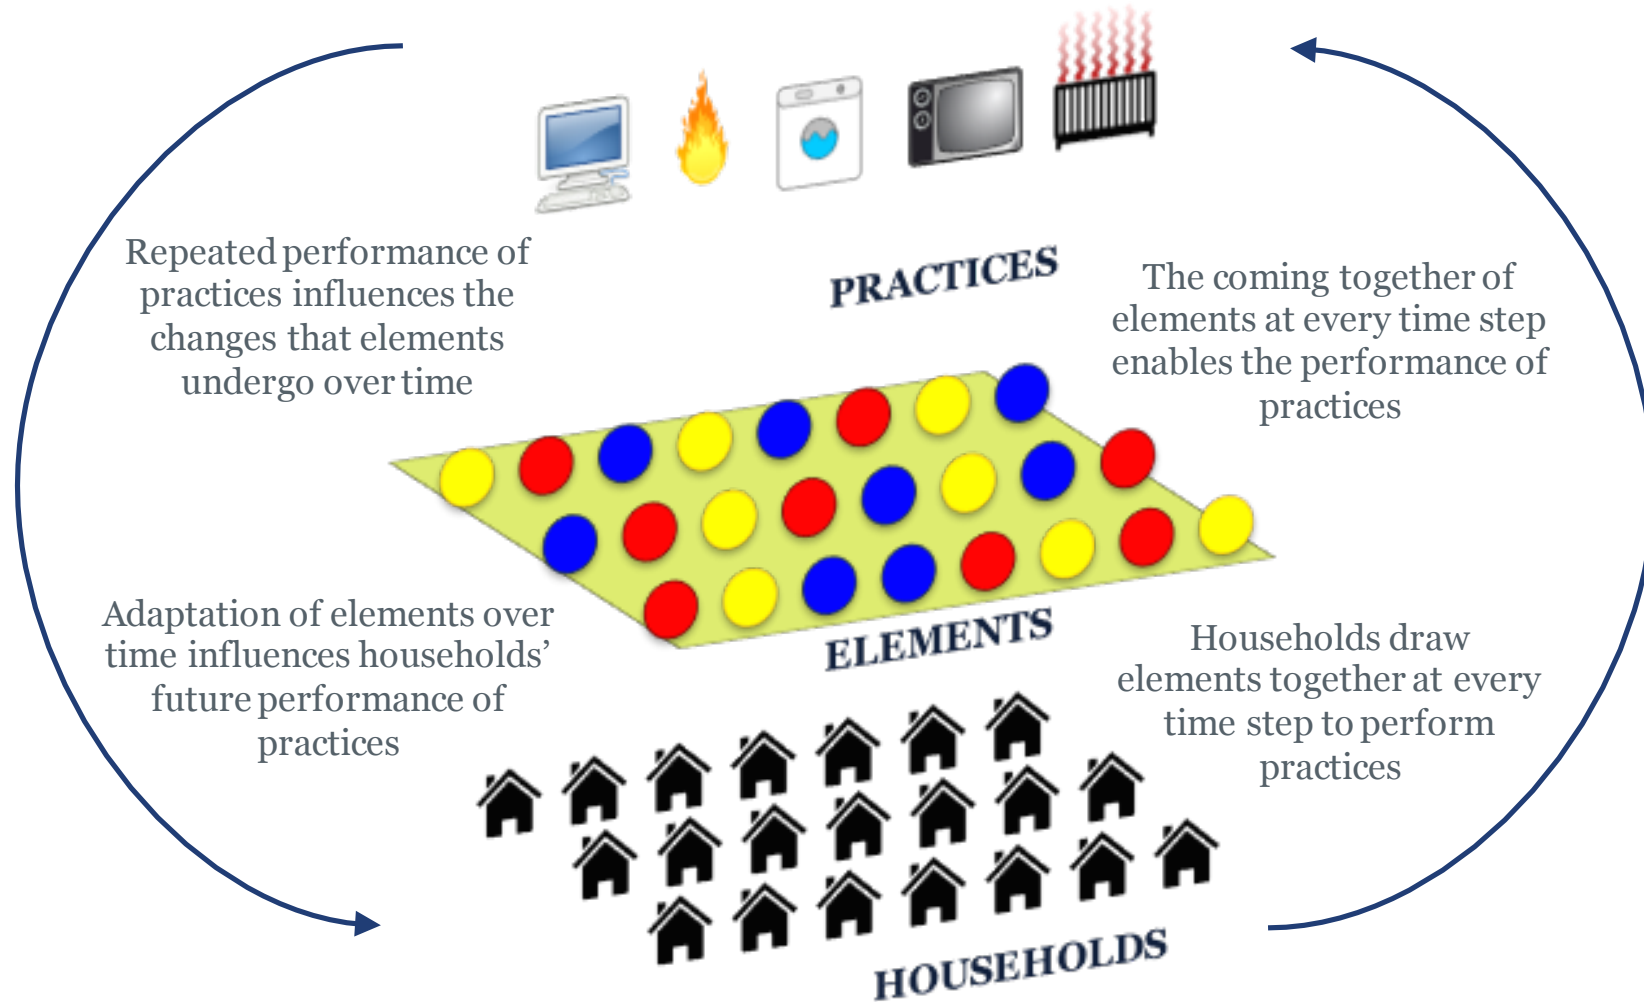 Repeated performance of
practices influences the
changes that elements
undergo over time
PRACTICES
The coming together of
elements at every time step
enables the performance of
practices
Adaptation of elements over
time influences households’
future performance of
practices
ELEMENTS
Households draw
elements together at every
time step to perform
practices
HOUSEHOLDS